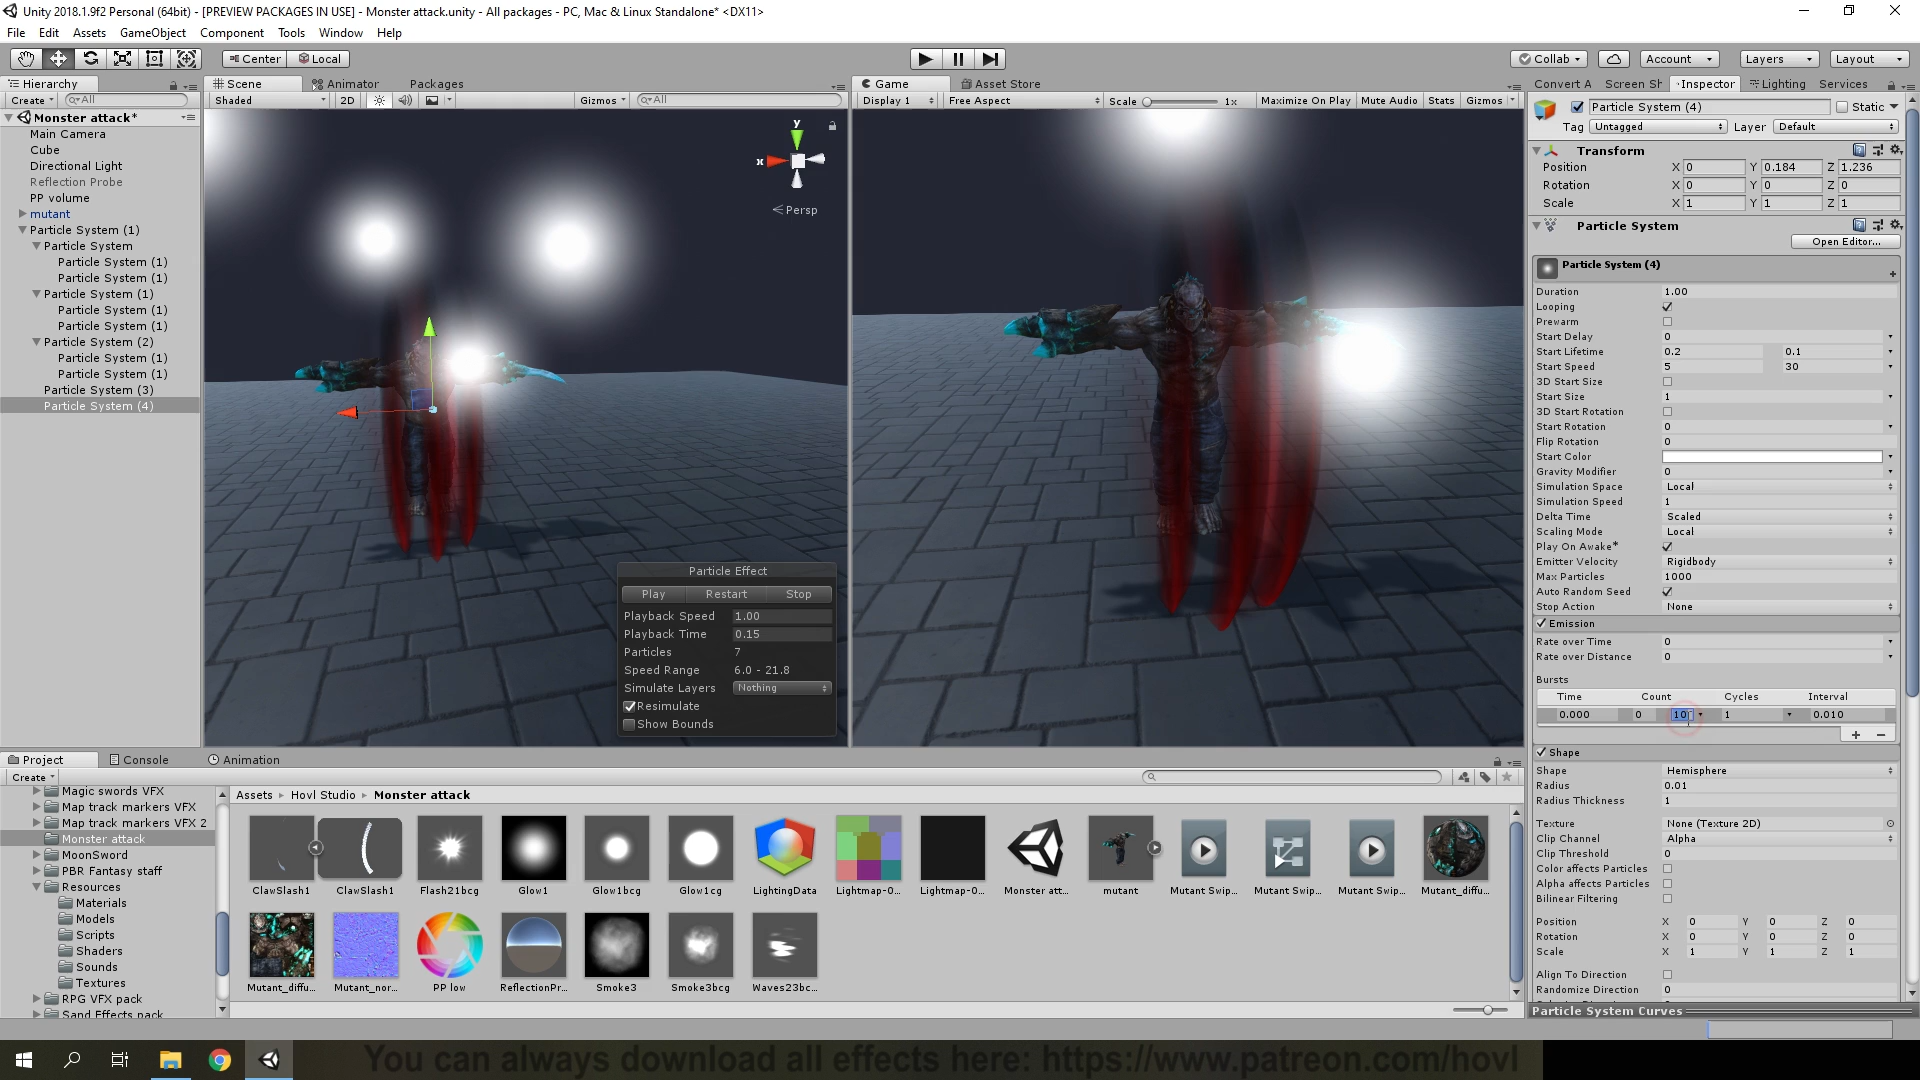 Unity 2018.1.9f2 Personal (64bit) - [PREVIEW PACKAGES IN USE] - Monster attack.unity - All packages - PC, Mac & Linux Standalone* <DX11>
File Edit Assets GameObject Component Tools Window Help
Center Local Collab Account Layers Layout
Hierarchy
Create All
Monster attack*
Main Camera
Cube
Directional Light
Reflection Probe
PP volume
mutant
Particle System (1)
Particle System
Particle System (1)
Particle System (1)
Particle System (1)
Particle System (1)
Particle System (1)
Particle System (2)
Particle System (1)
Particle System (1)
Particle System (3)
Particle System (4)
Scene Animator Packages
Shaded 2D Gizmos All
y
x
Persp
Particle Effect
Play Restart Stop
Playback Speed 1.00
Playback Time 0.15
Particles 7
Speed Range 6.0 - 21.8
Simulate Layers Nothing
Resimulate
Show Bounds
Game Asset Store
Display 1 Free Aspect Scale 1x Maximize On Play Mute Audio Stats Gizmos
Convert A Screen Sh Inspector Lighting Services
Particle System (4) Static
Tag Untagged Layer Default
Transform
Position X 0 Y 0.184 Z 1.236
Rotation X 0 Y 0 Z 0
Scale X 1 Y 1 Z 1
Particle System
Open Editor...
Particle System (4)
Duration 1.00
Looping
Prewarm
Start Delay 0
Start Lifetime 0.2 0.1
Start Speed 5 30
3D Start Size
Start Size 1
3D Start Rotation
Start Rotation 0
Flip Rotation 0
Start Color
Gravity Modifier 0
Simulation Space Local
Simulation Speed 1
Delta Time Scaled
Scaling Mode Local
Play On Awake*
Emitter Velocity Rigidbody
Max Particles 1000
Auto Random Seed
Stop Action None
Emission
Rate over Time 0
Rate over Distance 0
Bursts
Time Count Cycles Interval
0.000 0 10 1 0.010
Shape
Shape Hemisphere
Radius 0.01
Radius Thickness 1
Texture None (Texture 2D)
Clip Channel Alpha
Clip Threshold 0
Color affects Particles
Alpha affects Particles
Bilinear Filtering
Position X 0 Y 0 Z 0
Rotation X 0 Y 0 Z 0
Scale X 1 Y 1 Z 1
Align To Direction
Randomize Direction 0
Particle System Curves
Project Console Animation
Create
Magic swords VFX
Map track markers VFX
Map track markers VFX 2
Monster attack
MoonSword
PBR Fantasy staff
Resources
Materials
Models
Scripts
Shaders
Sounds
Textures
RPG VFX pack
Sand Effects pack
Assets Hovl Studio Monster attack
ClawSlash1 ClawSlash1 Flash21bcg Glow1 Glow1bcg Glow1cg LightingData Lightmap-0... Lightmap-0... Monster att... mutant Mutant Swip... Mutant Swip... Mutant Swip... Mutant_diffu...
Mutant_diffu... Mutant_nor... PP low ReflectionPr... Smoke3 Smoke3bcg Waves23bc...
You can always download all effects here: https://www.patreon.com/hovl